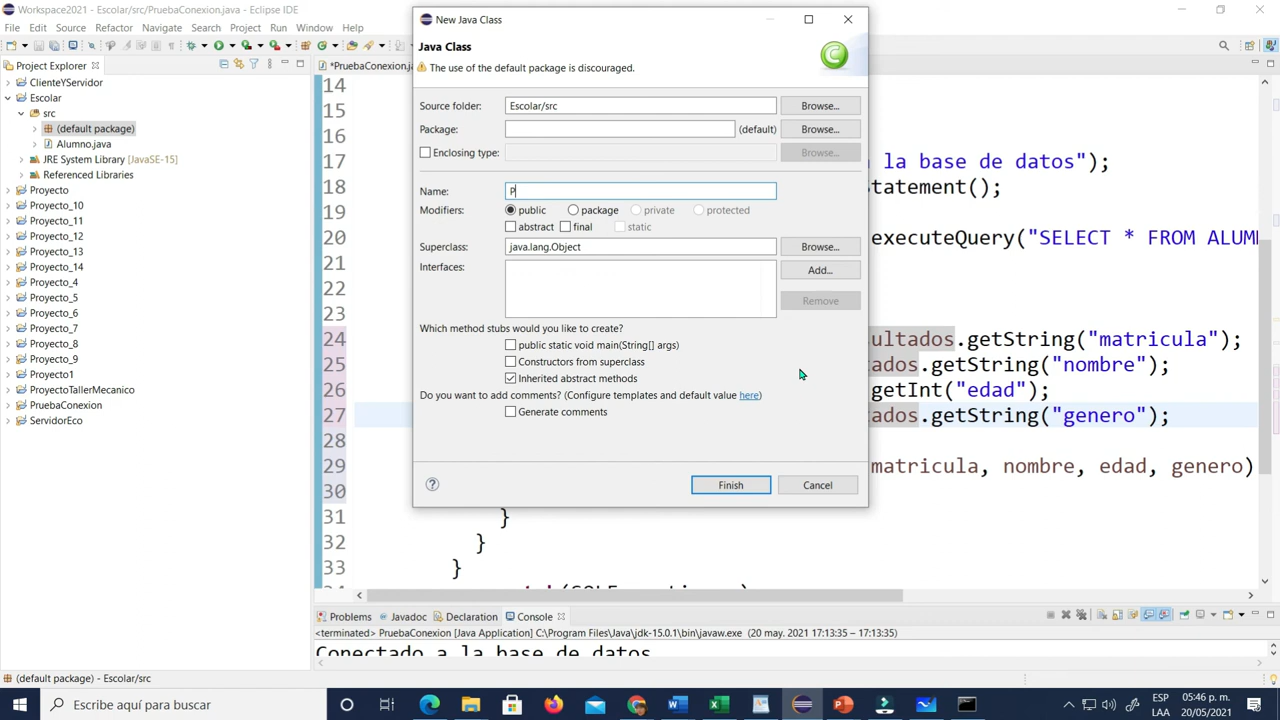 Workspace2021 - Escolar/src/PruebaConexion.java - Eclipse IDE
File Edit Source Refactor Navigate Search Project Run Window Help
Project Explorer
ClienteYServidor
Escolar
src
(default package)
Alumno.java
JRE System Library [JavaSE-15]
Referenced Libraries
Proyecto
Proyecto_10
Proyecto_11
Proyecto_12
Proyecto_13
Proyecto_14
Proyecto_4
Proyecto_5
Proyecto_6
Proyecto_7
Proyecto_8
Proyecto_9
Proyecto1
ProyectoTallerMecanico
PruebaConexion
ServidorEco
*PruebaConexion.j
14
15
16
17 a la base de datos");
18 Statement();
19
20 executeQuery("SELECT * FROM ALUM
21
22
23
24 ultados.getString("matricula");
25 tados.getString("nombre");
26 .getInt("edad");
27 tados.getString("genero");
28
29 matricula, nombre, edad, genero)
30
31 }
32 }
33 }
New Java Class
Java Class
The use of the default package is discouraged.
Source folder: Escolar/src Browse...
Package: (default) Browse...
Enclosing type: Browse...
Name: P
Modifiers: public package private protected
abstract final static
Superclass: java.lang.Object Browse...
Interfaces: Add...
Remove
Which method stubs would you like to create?
public static void main(String[] args)
Constructors from superclass
Inherited abstract methods
Do you want to add comments? (Configure templates and default value here)
Generate comments
Finish Cancel
Problems Javadoc Declaration Console
<terminated> PruebaConexion [Java Application] C:\Program Files\Java\jdk-15.0.1\bin\javaw.exe (20 may. 2021 17:13:35 – 17:13:35)
Conectado a la base de datos
(default package) - Escolar/src
Escribe aquí para buscar
ESP
LAA
05:46 p. m.
20/05/2021